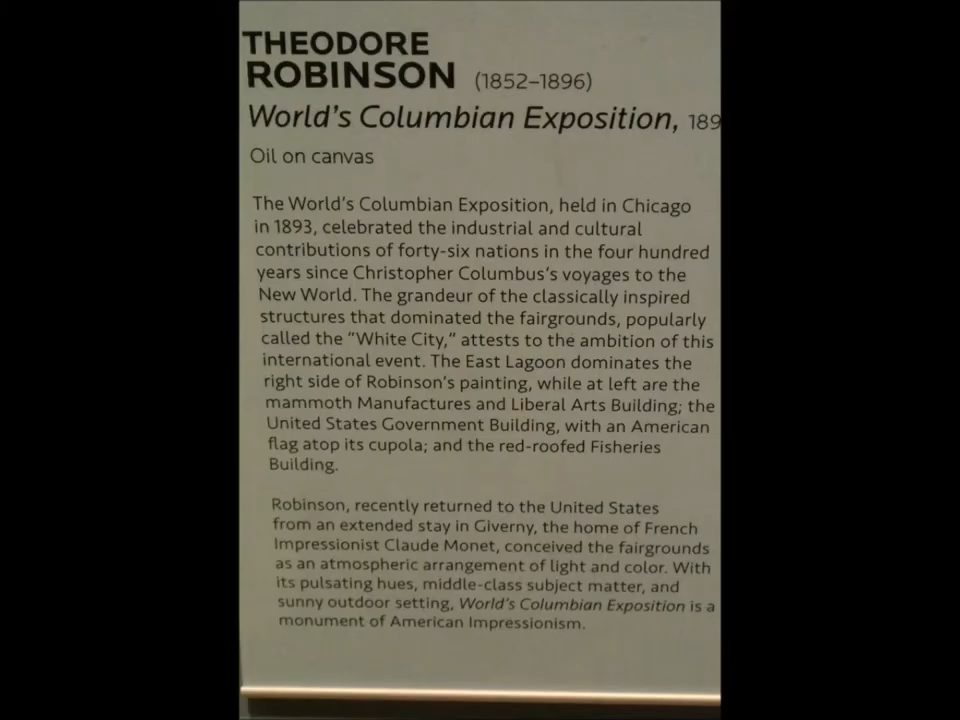 THEODORE
ROBINSON (1852–1896)
World's Columbian Exposition, 189
Oil on canvas
The World's Columbian Exposition, held in Chicago
in 1893, celebrated the industrial and cultural
contributions of forty-six nations in the four hundred
years since Christopher Columbus's voyages to the
New World. The grandeur of the classically inspired
structures that dominated the fairgrounds, popularly
called the "White City," attests to the ambition of this
international event. The East Lagoon dominates the
right side of Robinson's painting, while at left are the
mammoth Manufactures and Liberal Arts Building; the
United States Government Building, with an American
flag atop its cupola; and the red-roofed Fisheries
Building.
Robinson, recently returned to the United States
from an extended stay in Giverny, the home of French
Impressionist Claude Monet, conceived the fairgrounds
as an atmospheric arrangement of light and color. With
its pulsating hues, middle-class subject matter, and
sunny outdoor setting, World's Columbian Exposition is a
monument of American Impressionism.